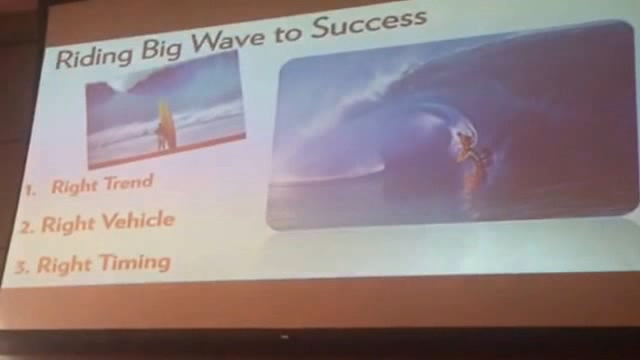 Riding Big Wave to Success
1. Right Trend
2. Right Vehicle
3. Right Timing